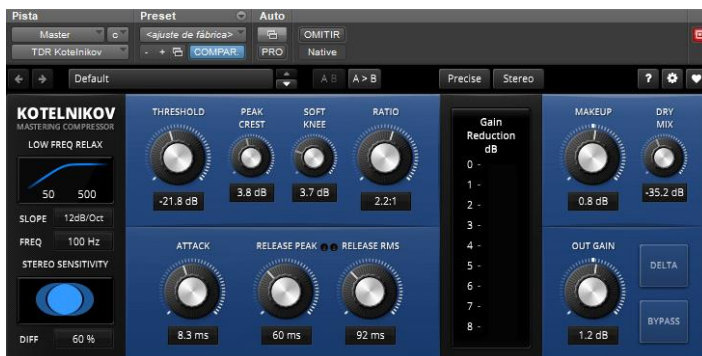 Pista Preset Auto
Master c <ajuste de fábrica> OMITIR
TDR Kotelnikov - + COMPAR. PRO Native
Default A B A > B Precise Stereo ?
KOTELNIKOV
MASTERING COMPRESSOR
LOW FREQ RELAX
50 500
SLOPE 12dB/Oct
FREQ 100 Hz
STEREO SENSITIVITY
DIFF 60 %
THRESHOLD
-21.8 dB
PEAK
CREST
3.8 dB
SOFT
KNEE
3.7 dB
RATIO
2.2:1
ATTACK
8.3 ms
RELEASE PEAK
60 ms
RELEASE RMS
92 ms
Gain
Reduction
dB
0 -
1 -
2 -
3 -
4 -
5 -
6 -
7 -
8 -
MAKEUP
0.8 dB
DRY
MIX
-35.2 dB
OUT GAIN
1.2 dB
DELTA
BYPASS